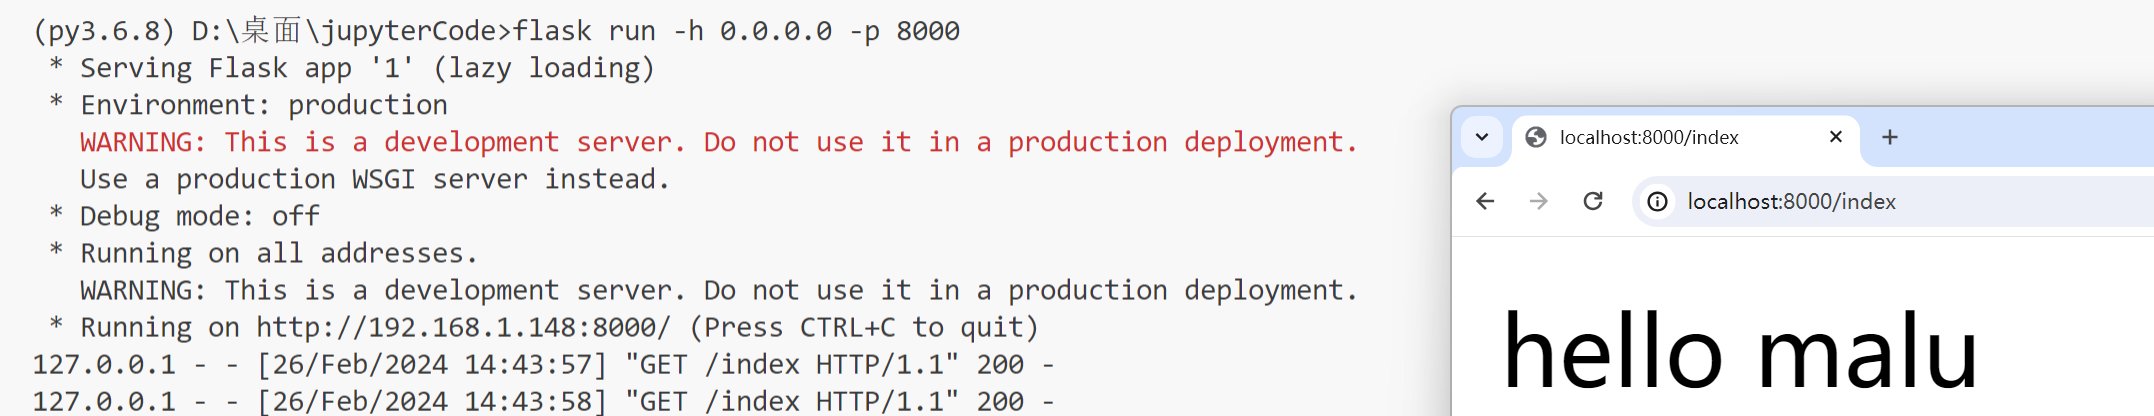 (py3.6.8) D:\桌面\jupyterCode>flask run -h 0.0.0.0 -p 8000
* Serving Flask app '1' (lazy loading)
* Environment: production
WARNING: This is a development server. Do not use it in a production deployment.
Use a production WSGI server instead.
* Debug mode: off
* Running on all addresses.
WARNING: This is a development server. Do not use it in a production deployment.
* Running on http://192.168.1.148:8000/ (Press CTRL+C to quit)
127.0.0.1 - - [26/Feb/2024 14:43:57] "GET /index HTTP/1.1" 200 -
127.0.0.1 - - [26/Feb/2024 14:43:58] "GET /index HTTP/1.1" 200 -
localhost:8000/index
localhost:8000/index
hello malu